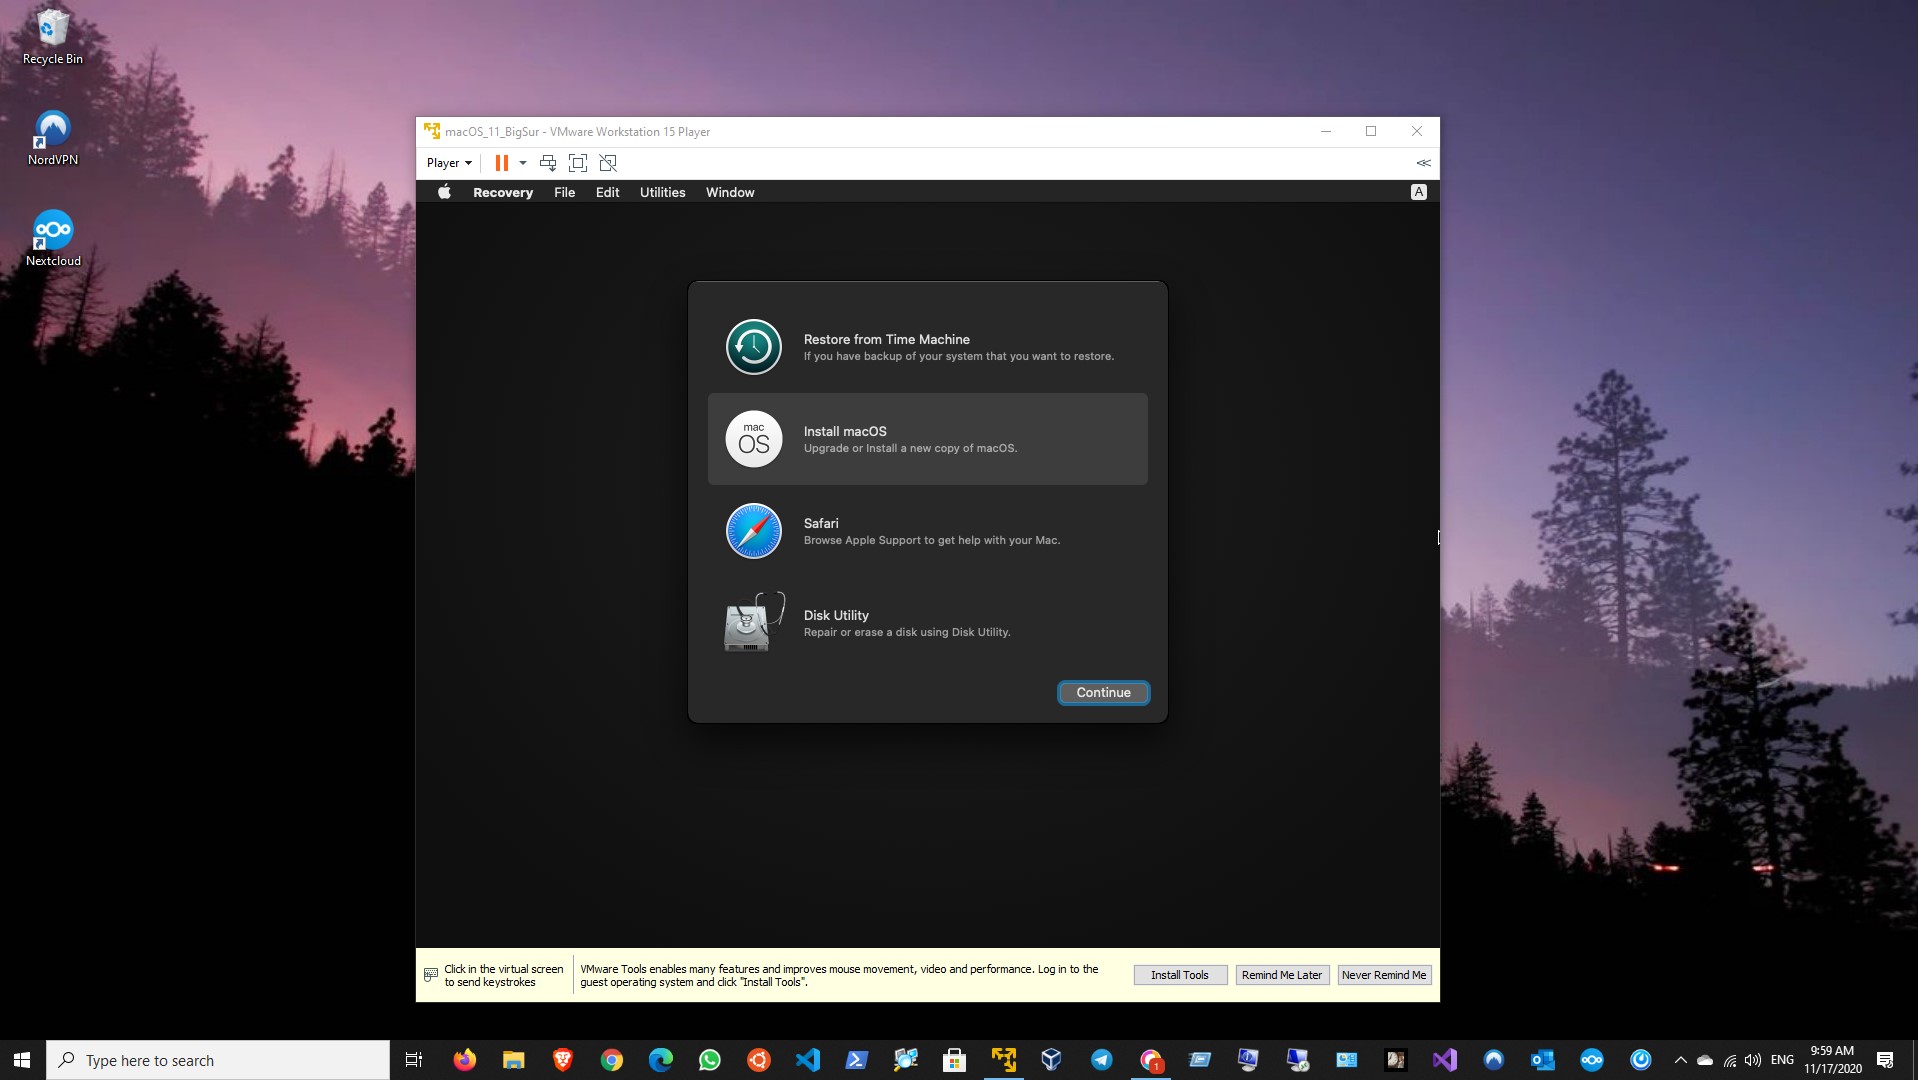 Recycle Bin
NordVPN
Nextcloud
macOS_11_BigSur - VMware Workstation 15 Player
Player
Recovery File Edit Utilities Window
A
Restore from Time Machine
If you have backup of your system that you want to restore.
mac
OS
Install macOS
Upgrade or Install a new copy of macOS.
Safari
Browse Apple Support to get help with your Mac.
Disk Utility
Repair or erase a disk using Disk Utility.
Continue
Click in the virtual screen
to send keystrokes
VMware Tools enables many features and improves mouse movement, video and performance. Log in to the
guest operating system and click "Install Tools".
Install Tools
Remind Me Later
Never Remind Me
Type here to search
1
ENG
9:59 AM
11/17/2020